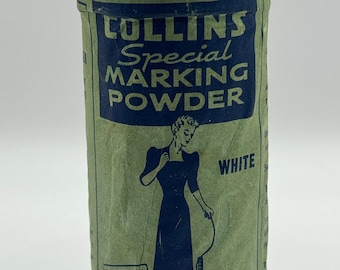 COLLINS
Special
MARKING
POWDER
WHITE